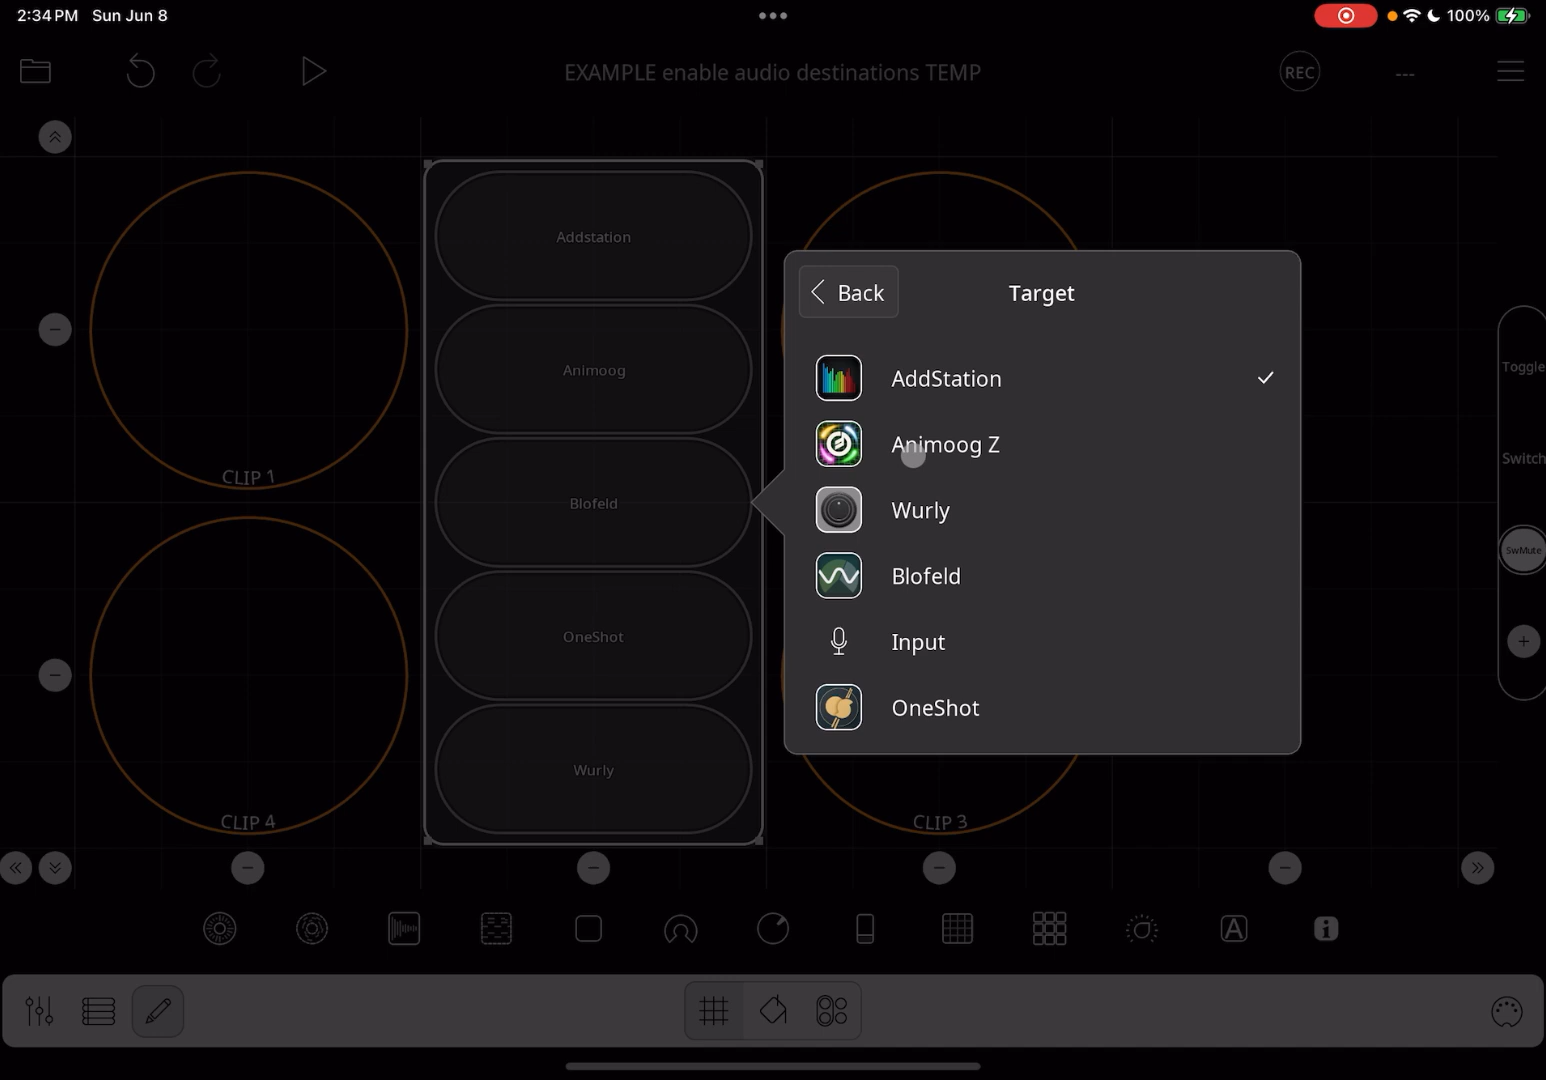 2:34 PM Sun Jun 8
100%
EXAMPLE enable audio destinations TEMP
REC
---
Addstation
Animoog
Blofeld
OneShot
Wurly
CLIP 1
CLIP 4
CLIP 3
Back
Target
AddStation
Animoog Z
Wurly
Blofeld
Input
OneShot
Toggle
Switch
SwMute
A